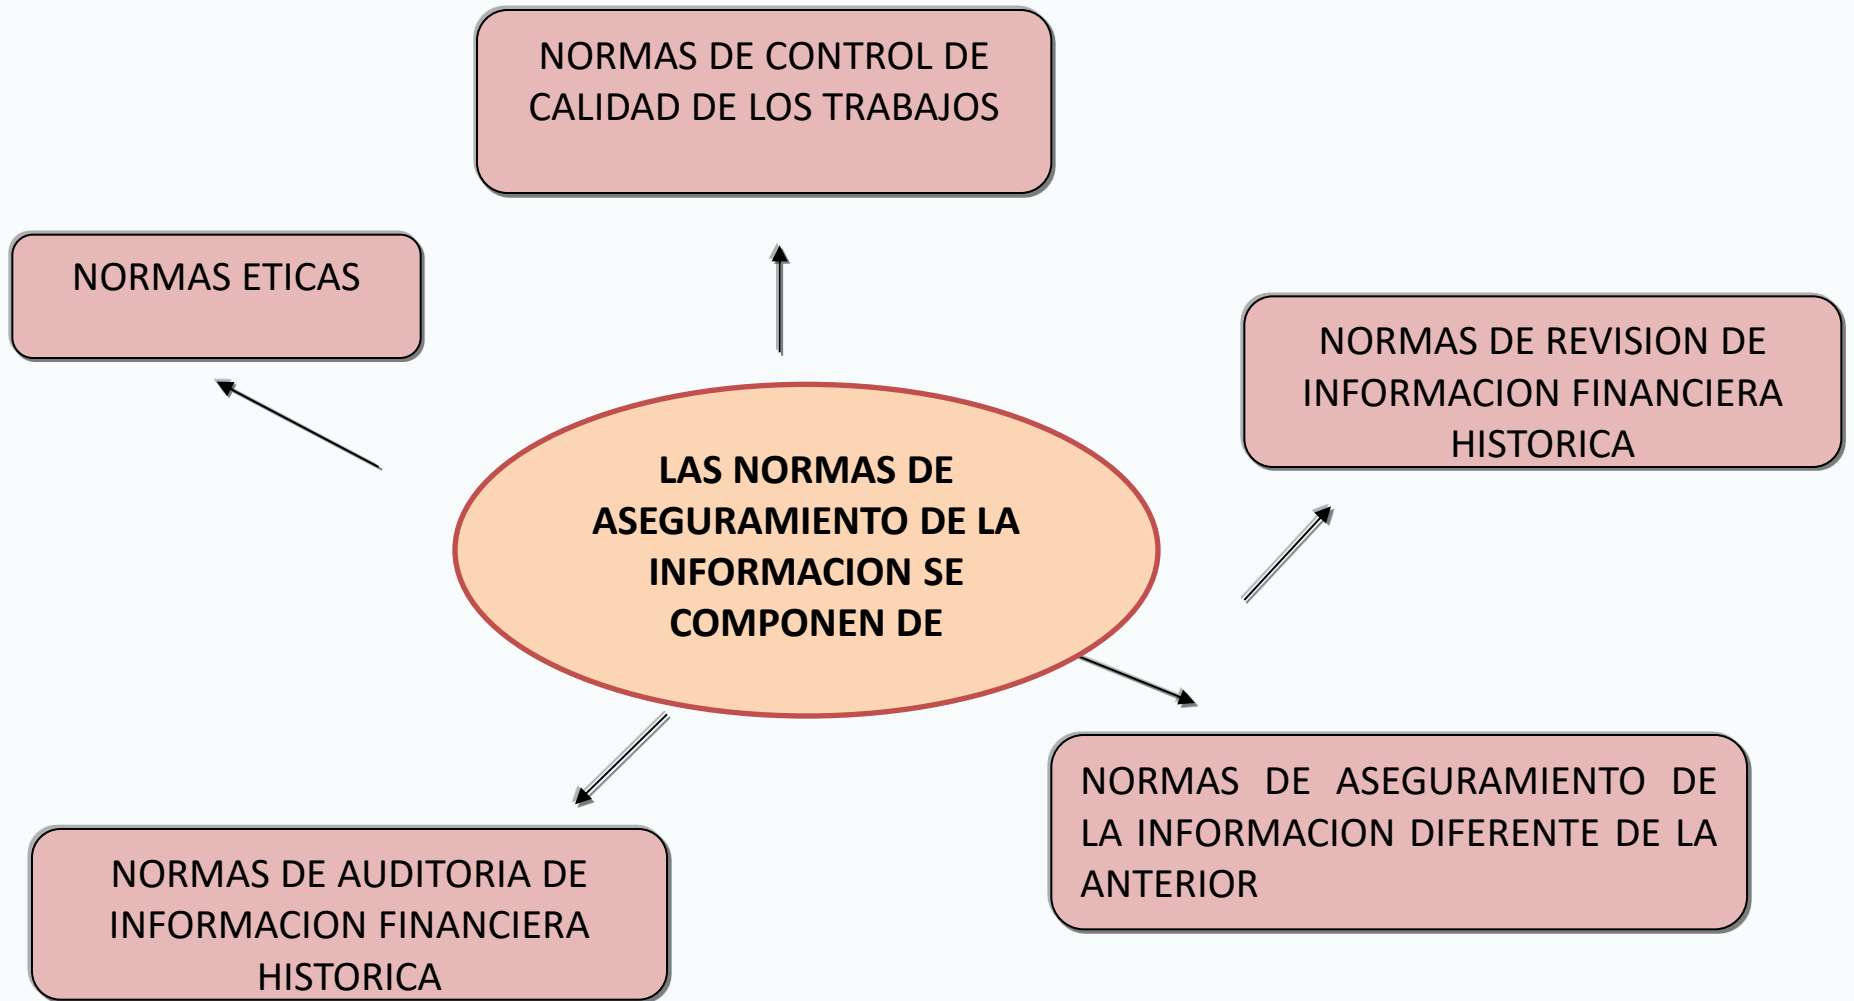 NORMAS DE CONTROL DE
CALIDAD DE LOS TRABAJOS
NORMAS ETICAS
NORMAS DE REVISION DE
INFORMACION FINANCIERA
HISTORICA
LAS NORMAS DE
ASEGURAMIENTO DE LA
INFORMACION SE
COMPONEN DE
NORMAS DE ASEGURAMIENTO DE
LA INFORMACION DIFERENTE DE LA
ANTERIOR
NORMAS DE AUDITORIA DE
INFORMACION FINANCIERA
HISTORICA